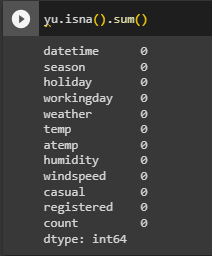 yu.isna().sum()
datetime 0
season 0
holiday 0
workingday 0
weather 0
temp 0
atemp 0
humidity 0
windspeed 0
casual 0
registered 0
count 0
dtype: int64